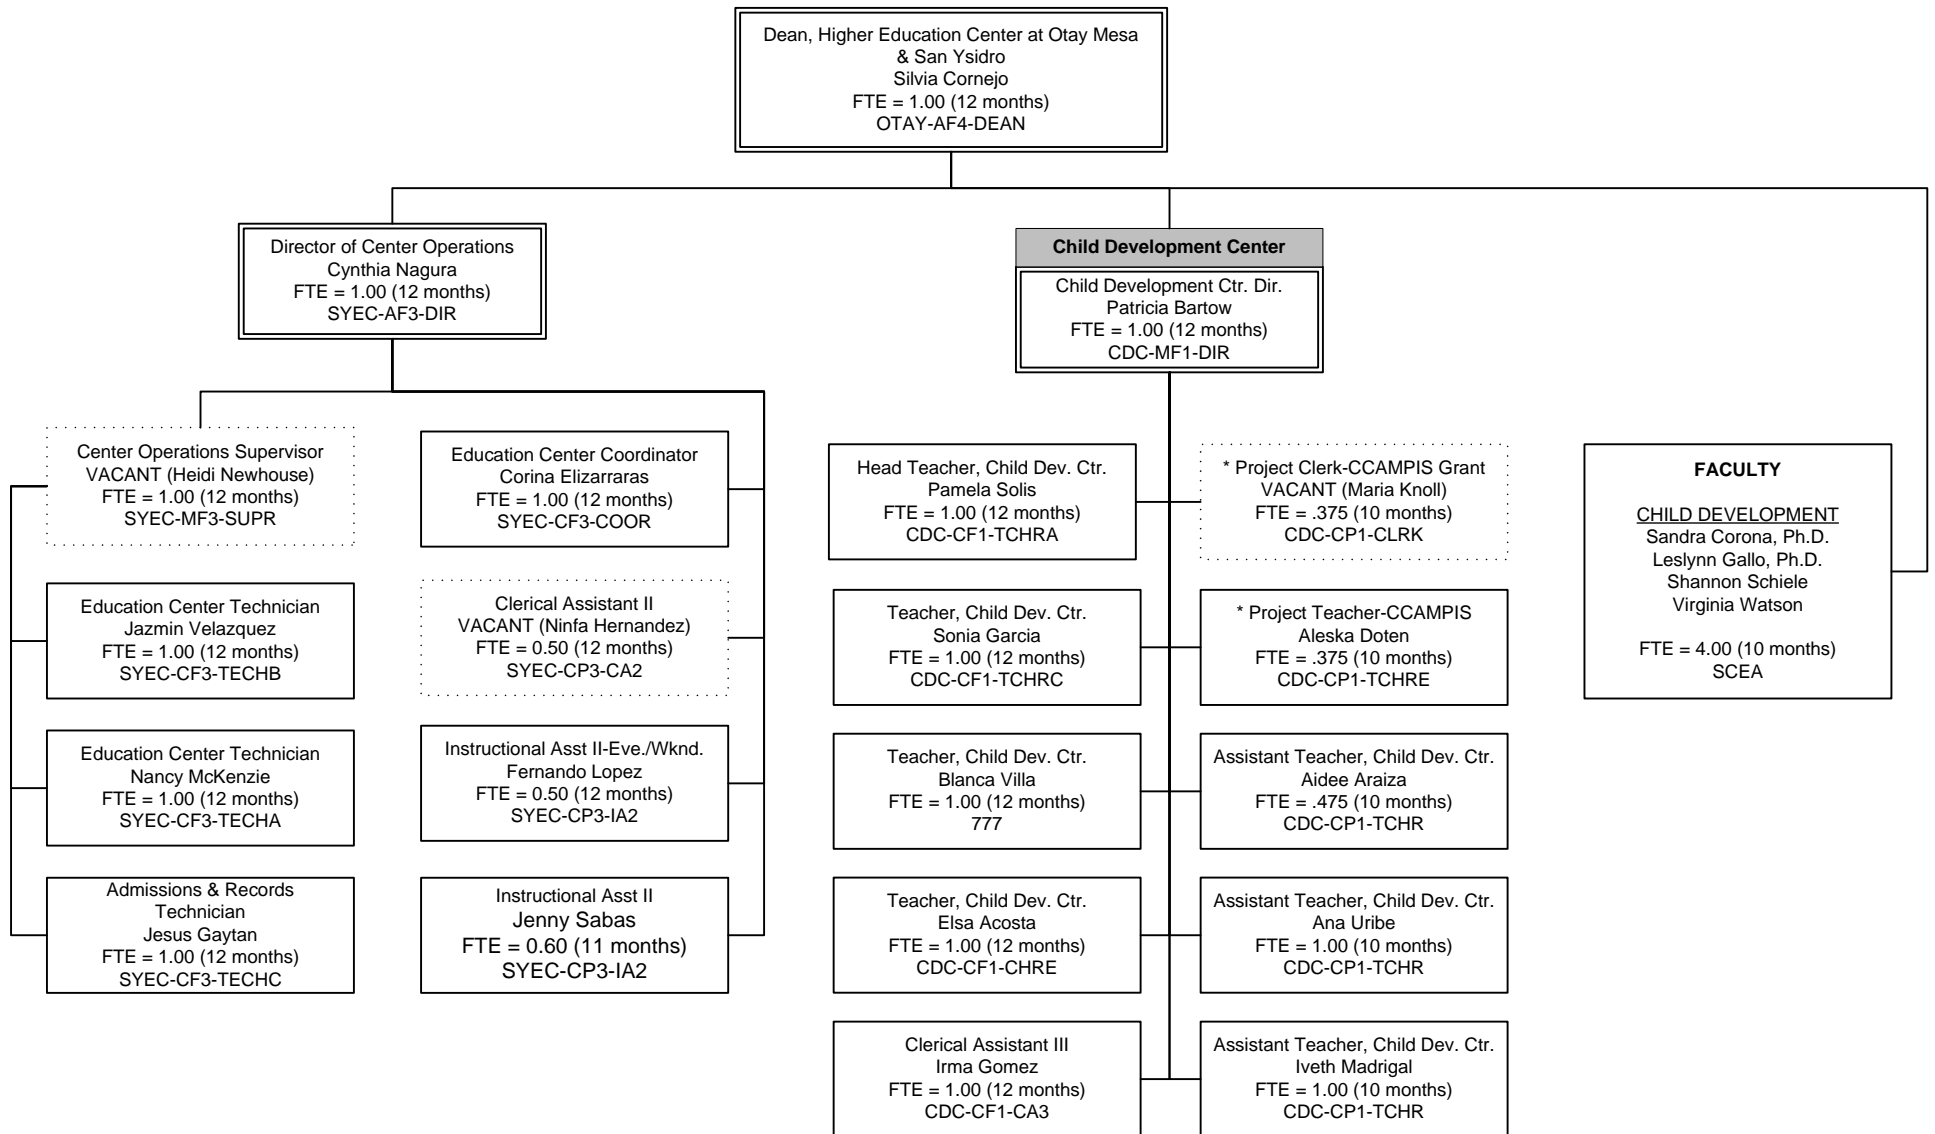 Dean, Higher Education Center at Otay Mesa
& San Ysidro
Silvia Cornejo
FTE = 1.00 (12 months)
OTAY-AF4-DEAN
Director of Center Operations
Cynthia Nagura
FTE = 1.00 (12 months)
SYEC-AF3-DIR
Child Development Center
Child Development Ctr. Dir.
Patricia Bartow
FTE = 1.00 (12 months)
CDC-MF1-DIR
Center Operations Supervisor
VACANT (Heidi Newhouse)
FTE = 1.00 (12 months)
SYEC-MF3-SUPR
Education Center Technician
Jazmin Velazquez
FTE = 1.00 (12 months)
SYEC-CF3-TECHB
Education Center Technician
Nancy McKenzie
FTE = 1.00 (12 months)
SYEC-CF3-TECHA
Admissions & Records
Technician
Jesus Gaytan
FTE = 1.00 (12 months)
SYEC-CF3-TECHC
Education Center Coordinator
Corina Elizarraras
FTE = 1.00 (12 months)
SYEC-CF3-COOR
Clerical Assistant II
VACANT (Ninfa Hernandez)
FTE = 0.50 (12 months)
SYEC-CP3-CA2
Instructional Asst II-Eve./Wknd.
Fernando Lopez
FTE = 0.50 (12 months)
SYEC-CP3-IA2
Instructional Asst II
Jenny Sabas
FTE = 0.60 (11 months)
SYEC-CP3-IA2
Head Teacher, Child Dev. Ctr.
Pamela Solis
FTE = 1.00 (12 months)
CDC-CF1-TCHRA
Teacher, Child Dev. Ctr.
Sonia Garcia
FTE = 1.00 (12 months)
CDC-CF1-TCHRC
Teacher, Child Dev. Ctr.
Blanca Villa
FTE = 1.00 (12 months)
777
Teacher, Child Dev. Ctr.
Elsa Acosta
FTE = 1.00 (12 months)
CDC-CF1-CHRE
Clerical Assistant III
Irma Gomez
FTE = 1.00 (12 months)
CDC-CF1-CA3
* Project Clerk-CCAMPIS Grant
VACANT (Maria Knoll)
FTE = .375 (10 months)
CDC-CP1-CLRK
* Project Teacher-CCAMPIS
Aleska Doten
FTE = .375 (10 months)
CDC-CP1-TCHRE
Assistant Teacher, Child Dev. Ctr.
Aidee Araiza
FTE = .475 (10 months)
CDC-CP1-TCHR
Assistant Teacher, Child Dev. Ctr.
Ana Uribe
FTE = 1.00 (10 months)
CDC-CP1-TCHR
Assistant Teacher, Child Dev. Ctr.
Iveth Madrigal
FTE = 1.00 (10 months)
CDC-CP1-TCHR
FACULTY
CHILD DEVELOPMENT
Sandra Corona, Ph.D.
Leslynn Gallo, Ph.D.
Shannon Schiele
Virginia Watson
FTE = 4.00 (10 months)
SCEA